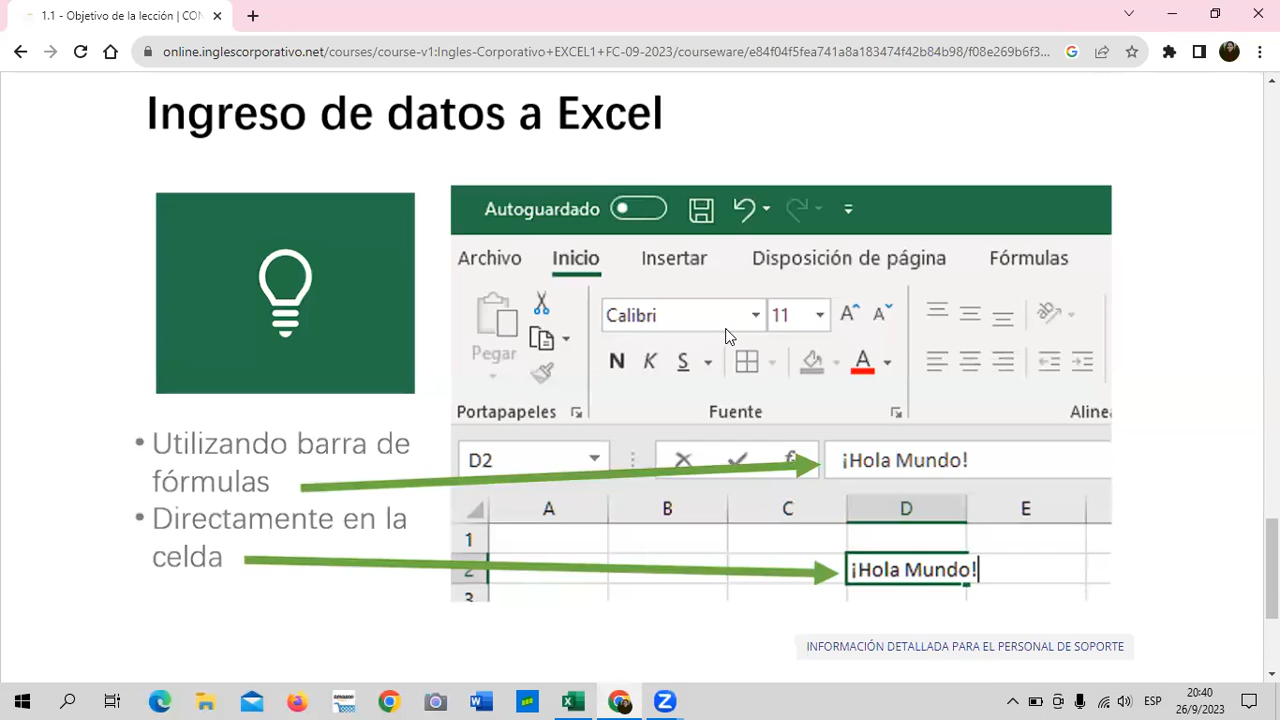 1.1 - Objetivo de la lección | CON
online.inglescorporativo.net/courses/course-v1:Ingles-Corporativo+EXCEL1+FC-09-2023/courseware/e84f04f5fea741a8a183474f42b84b98/f08e269b6f3...
Ingreso de datos a Excel
Autoguardado
Archivo Inicio Insertar Disposición de página Fórmulas
Calibri 11
Pegar
N K S A
Portapapeles Fuente Alinea
• Utilizando barra de
fórmulas
• Directamente en la
celda
D2 ¡Hola Mundo!
A B C D E
1
2 ¡Hola Mundo!
3
INFORMACIÓN DETALLADA PARA EL PERSONAL DE SOPORTE
ESP
20:40
26/9/2023